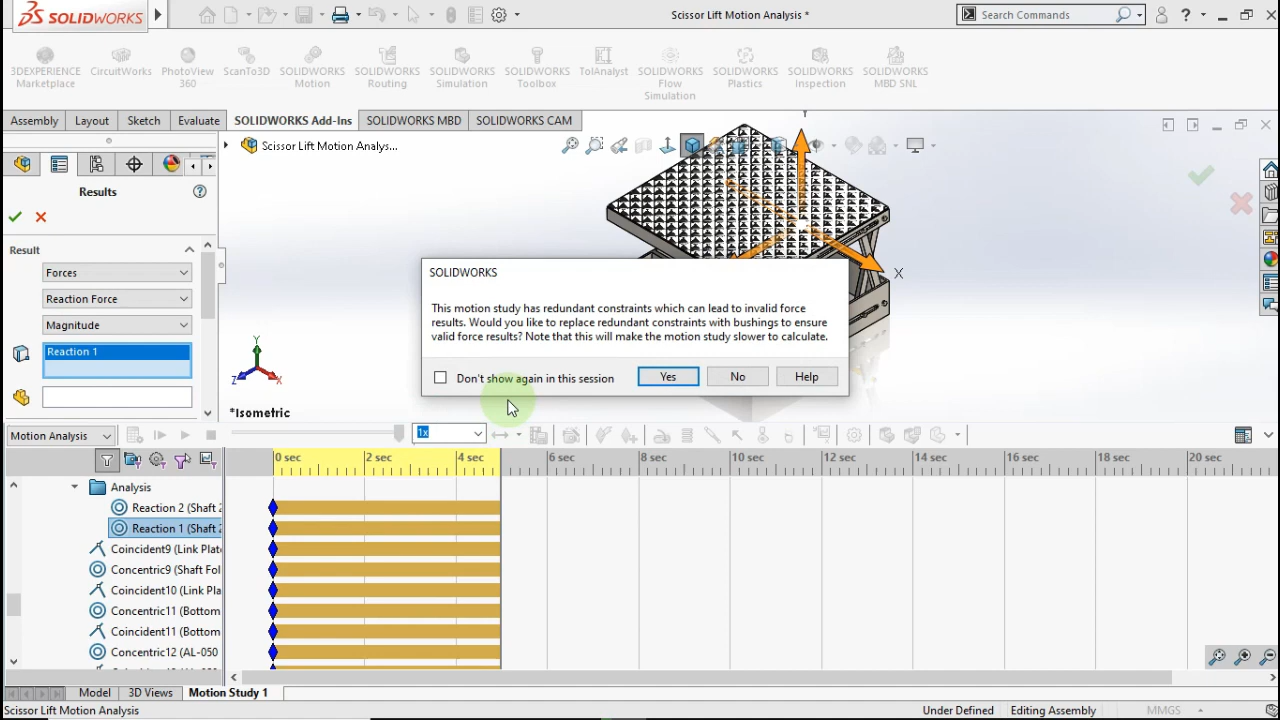 SOLIDWORKS
Scissor Lift Motion Analysis *
Search Commands
?
3DEXPERIENCE
Marketplace
CircuitWorks
PhotoView
360
ScanTo3D
SOLIDWORKS
Motion
SOLIDWORKS
Routing
SOLIDWORKS
Simulation
SOLIDWORKS
Toolbox
TolAnalyst
SOLIDWORKS
Flow
Simulation
SOLIDWORKS
Plastics
SOLIDWORKS
Inspection
SOLIDWORKS
MBD SNL
Assembly
Layout
Sketch
Evaluate
SOLIDWORKS Add-Ins
SOLIDWORKS MBD
SOLIDWORKS CAM
Scissor Lift Motion Analys...
Results
?
Result
Forces
Reaction Force
Magnitude
Reaction 1
Y
X
SOLIDWORKS
This motion study has redundant constraints which can lead to invalid force
results. Would you like to replace redundant constraints with bushings to ensure
valid force results? Note that this will make the motion study slower to calculate.
Don't show again in this session
Yes
No
Help
Y
Z
X
*Isometric
Motion Analysis
1x
0 sec
2 sec
4 sec
6 sec
8 sec
10 sec
12 sec
14 sec
16 sec
18 sec
20 sec
Analysis
Reaction 2 (Shaft 2
Reaction 1 (Shaft 2
Coincident9 (Link Plat
Concentric9 (Shaft Fol
Coincident10 (Link Pla
Concentric11 (Bottom
Coincident11 (Bottom
Concentric12 (AL-050
Model
3D Views
Motion Study 1
Scissor Lift Motion Analysis
Under Defined
Editing Assembly
MMGS